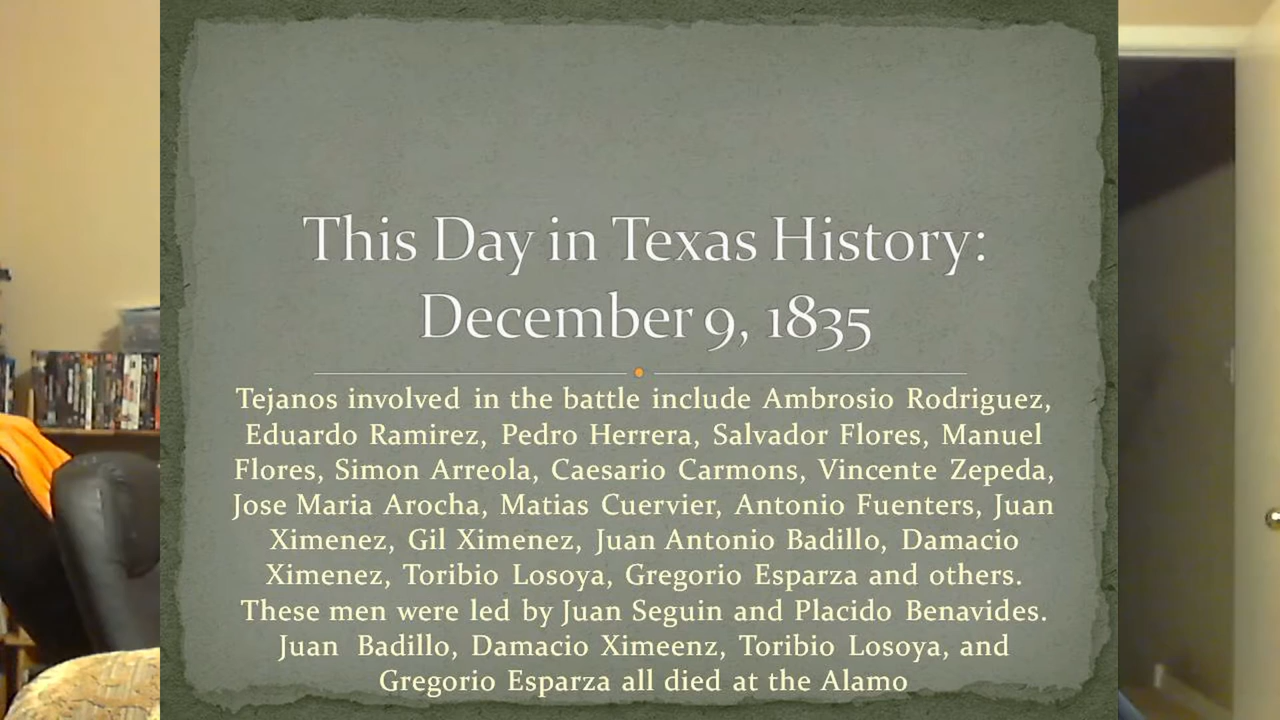 This Day in Texas History:
December 9, 1835
Tejanos involved in the battle include Ambrosio Rodriguez,
Eduardo Ramirez, Pedro Herrera, Salvador Flores, Manuel
Flores, Simon Arreola, Caesario Carmons, Vincente Zepeda,
Jose Maria Arocha, Matias Cuervier, Antonio Fuenters, Juan
Ximenez, Gil Ximenez, Juan Antonio Badillo, Damacio
Ximenez, Toribio Losoya, Gregorio Esparza and others.
These men were led by Juan Seguin and Placido Benavides.
Juan Badillo, Damacio Ximeenz, Toribio Losoya, and
Gregorio Esparza all died at the Alamo